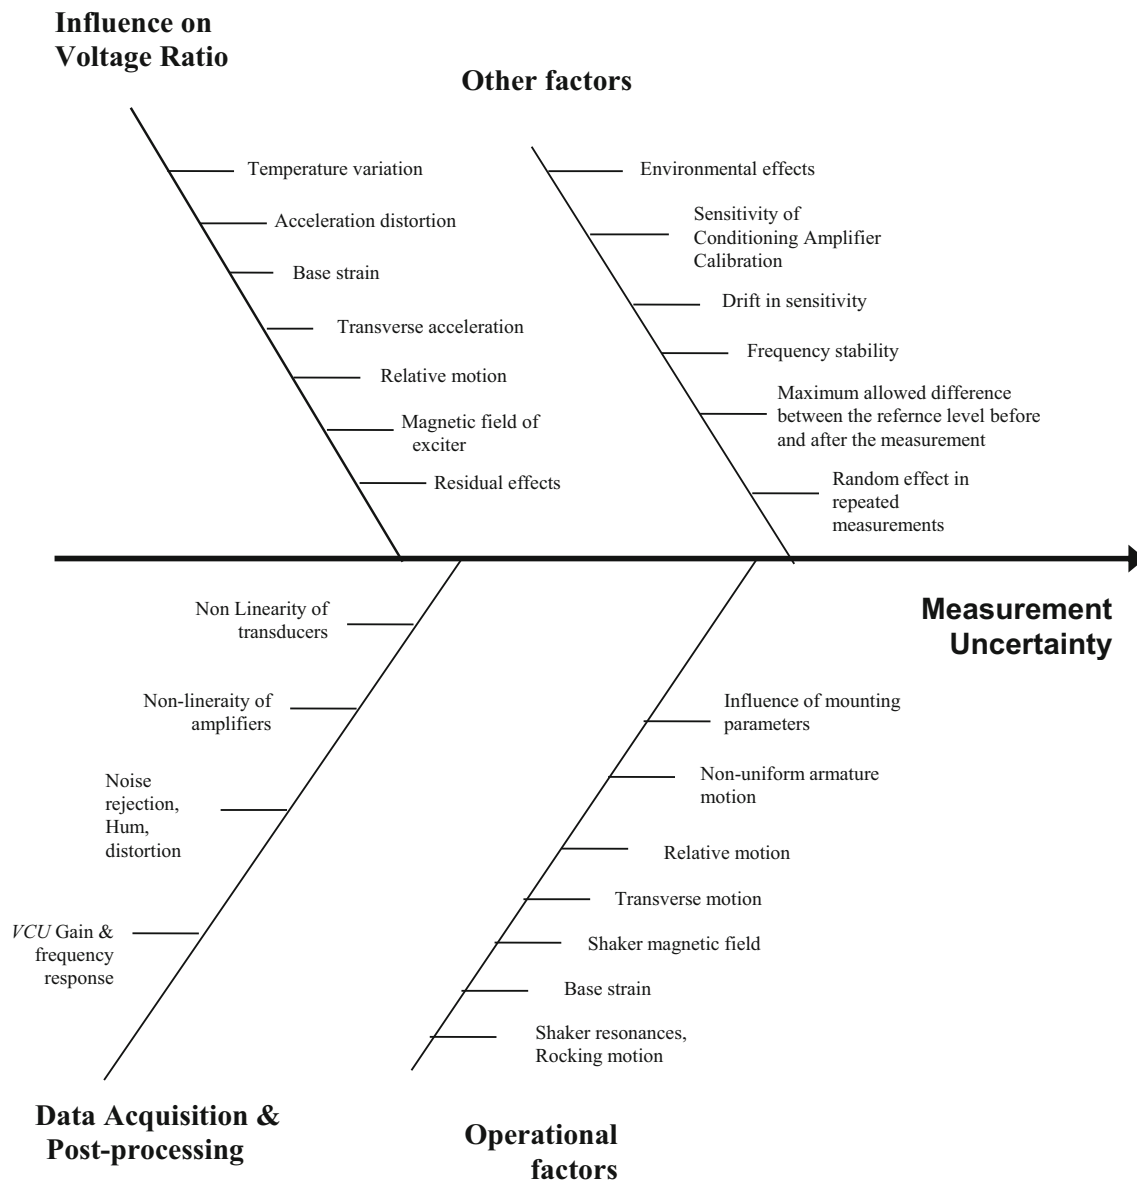 Influence on
Voltage Ratio
Other factors
Temperature variation
Acceleration distortion
Base strain
Transverse acceleration
Relative motion
Magnetic field of
exciter
Residual effects
Environmental effects
Sensitivity of
Conditioning Amplifier
Calibration
Drift in sensitivity
Frequency stability
Maximum allowed difference
between the refernce level before
and after the measurement
Random effect in
repeated
measurements
Measurement
Uncertainty
Non Linearity of
transducers
Non-lineraity of
amplifiers
Noise
rejection,
Hum,
distortion
VCU Gain &
frequency
response
Influence of mounting
parameters
Non-uniform armature
motion
Relative motion
Transverse motion
Shaker magnetic field
Base strain
Shaker resonances,
Rocking motion
Data Acquisition &
Post-processing
Operational
factors